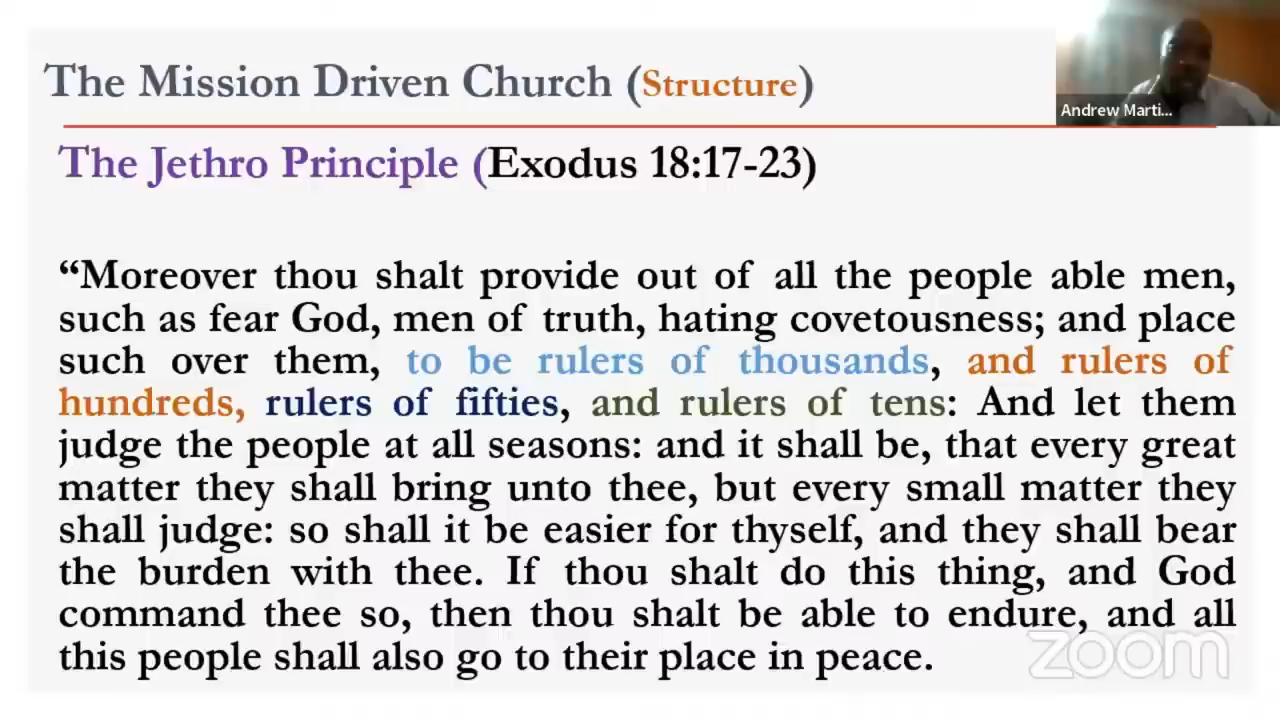 The Mission Driven Church (Structure)
Andrew Marti...
The Jethro Principle (Exodus 18:17-23)
“Moreover thou shalt provide out of all the people able men,
such as fear God, men of truth, hating covetousness; and place
such over them, to be rulers of thousands, and rulers of
hundreds, rulers of fifties, and rulers of tens: And let them
judge the people at all seasons: and it shall be, that every great
matter they shall bring unto thee, but every small matter they
shall judge: so shall it be easier for thyself, and they shall bear
the burden with thee. If thou shalt do this thing, and God
command thee so, then thou shalt be able to endure, and all
this people shall also go to their place in peace.
zoom